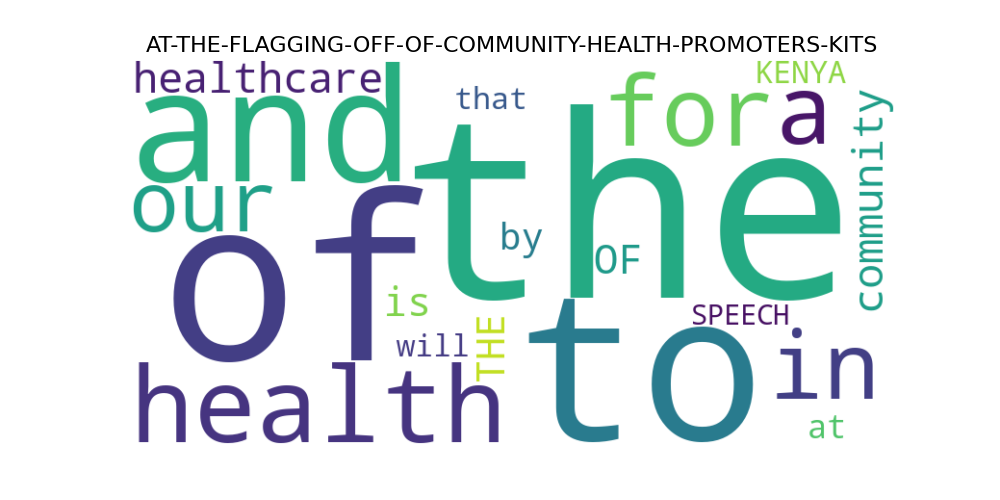 AT-THE-FLAGGING-OFF-OF-COMMUNITY-HEALTH-PROMOTERS-KITS
healthcare
and
that
for
KENYA
a
community
our
the
of
by
OF
is
will
THE
SPEECH
to
in
health
at